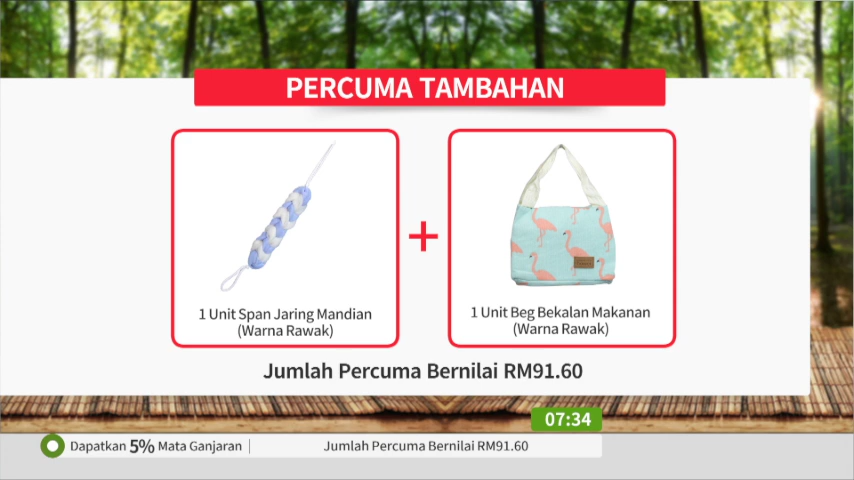 PERCUMA TAMBAHAN
1 Unit Span Jaring Mandian
(Warna Rawak)
+
1 Unit Beg Bekalan Makanan
(Warna Rawak)
Jumlah Percuma Bernilai RM91.60
07:34
Dapatkan 5% Mata Ganjaran | Jumlah Percuma Bernilai RM91.60